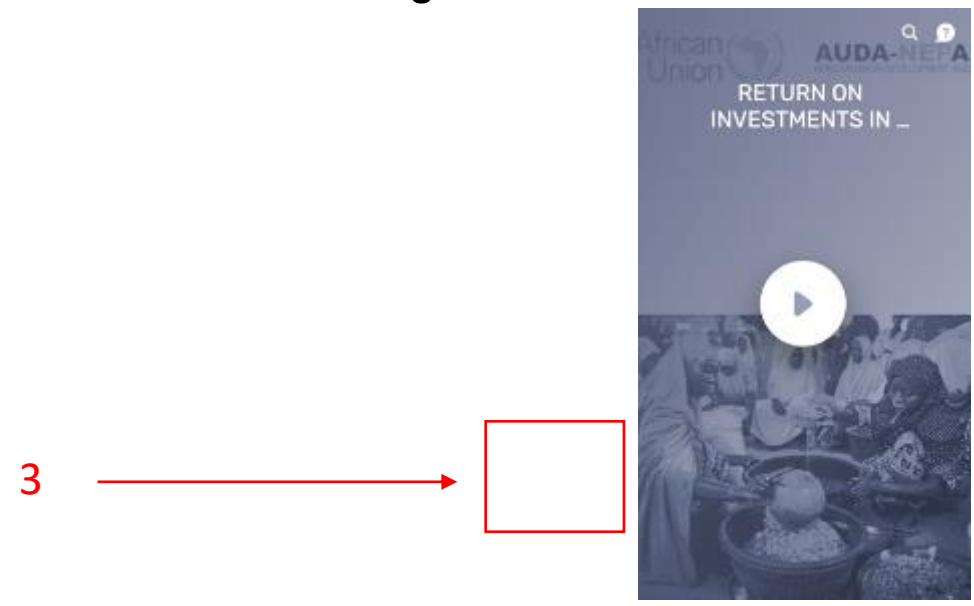 African
Union
AUDA-NEPA
RETURN ON
INVESTMENTS IN _
3